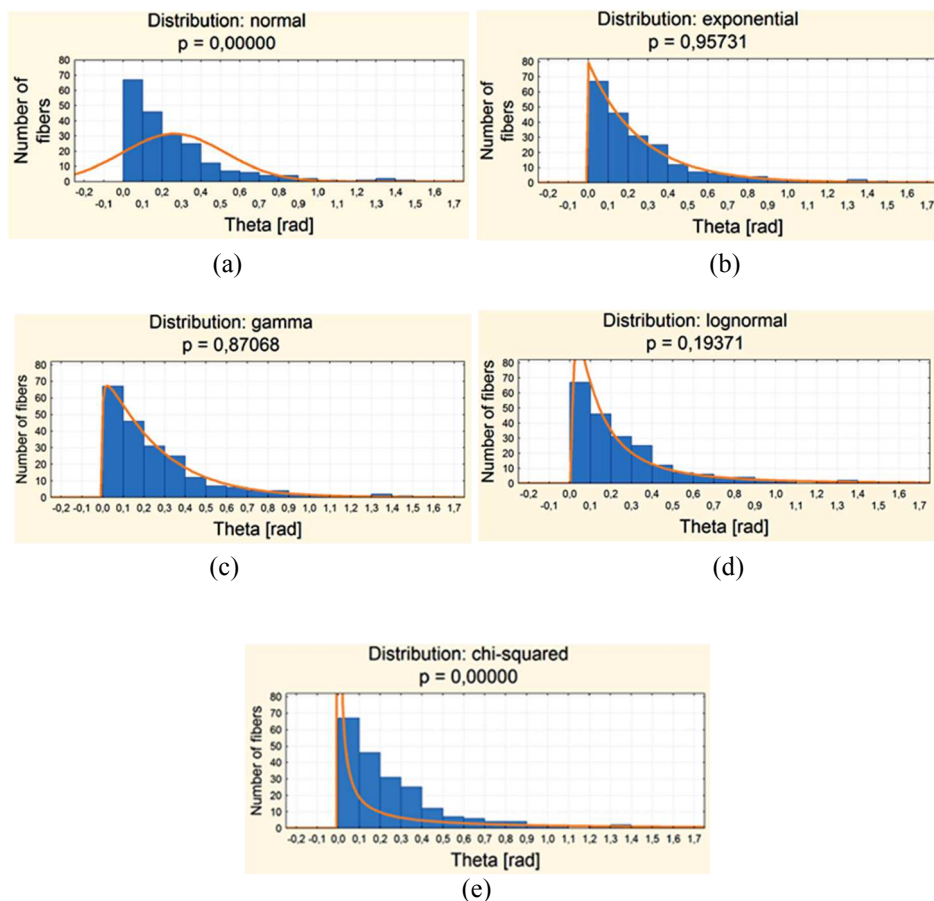 Distribution: normal
p = 0,00000
Number of
fibers
80
70
60
50
40
30
20
10
0
-0,2 0,0 0,2 0,4 0,6 0,8 1,0 1,2 1,4 1,6
-0,1 0,1 0,3 0,5 0,7 0,9 1,1 1,3 1,5 1,7
Theta [rad]
(a)
Distribution: exponential
p = 0,95731
Number of
fibers
80
70
60
50
40
30
20
10
0
-0,2 0,0 0,2 0,4 0,6 0,8 1,0 1,2 1,4 1,6
-0,1 0,1 0,3 0,5 0,7 0,9 1,1 1,3 1,5 1,7
Theta [rad]
(b)
Distribution: gamma
p = 0,87068
Number of fibers
80
70
60
50
40
30
20
10
0
-0,2 -0,1 0,0 0,1 0,2 0,3 0,4 0,5 0,6 0,7 0,8 0,9 1,0 1,1 1,2 1,3 1,4 1,5 1,6 1,7
Theta [rad]
(c)
Distribution: lognormal
p = 0,19371
Number of fibers
80
70
60
50
40
30
20
10
0
-0,2 0,0 0,2 0,4 0,6 0,8 1,0 1,2 1,4 1,6
-0,1 0,1 0,3 0,5 0,7 0,9 1,1 1,3 1,5 1,7
Theta [rad]
(d)
Distribution: chi-squared
p = 0,00000
Number of fibers
80
70
60
50
40
30
20
10
0
-0,2 -0,1 0,0 0,1 0,2 0,3 0,4 0,5 0,6 0,7 0,8 0,9 1,0 1,1 1,2 1,3 1,4 1,5 1,6 1,7
Theta [rad]
(e)